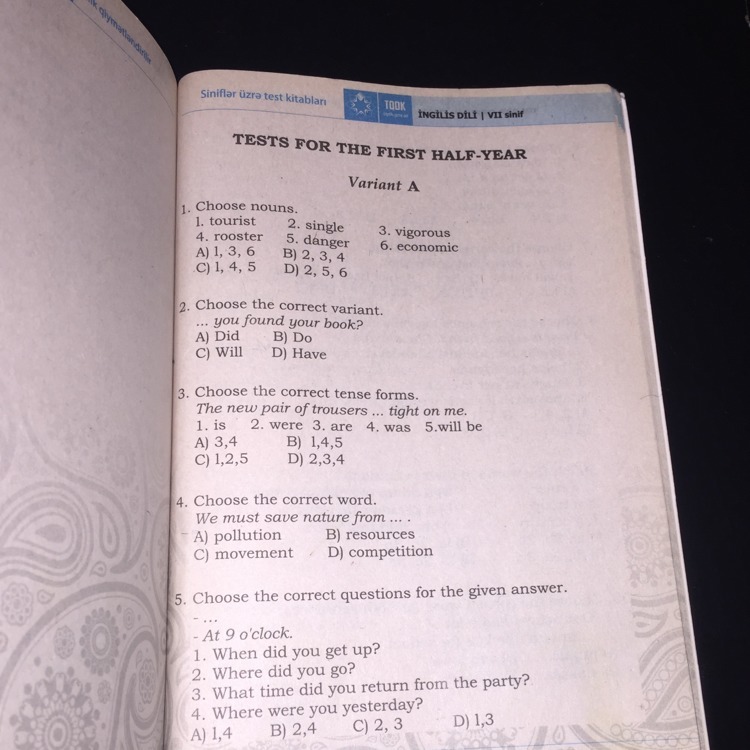 lik qiymətləndirilir
Siniflər üzrə test kitabları
TQDK
İNGİLİS DİLİ | VII sinif
TESTS FOR THE FIRST HALF-YEAR
Variant A
1. Choose nouns.
1. tourist 2. single 3. vigorous
4. rooster 5. danger 6. economic
A) 1, 3, 6 B) 2, 3, 4
C) 1, 4, 5 D) 2, 5, 6
2. Choose the correct variant.
... you found your book?
A) Did B) Do
C) Will D) Have
3. Choose the correct tense forms.
The new pair of trousers ... tight on me.
1. is 2. were 3. are 4. was 5.will be
A) 3,4 B) 1,4,5
C) 1,2,5 D) 2,3,4
4. Choose the correct word.
We must save nature from ... .
A) pollution B) resources
C) movement D) competition
5. Choose the correct questions for the given answer.
- ...
- At 9 o'clock.
1. When did you get up?
2. Where did you go?
3. What time did you return from the party?
4. Where were you yesterday?
A) 1,4 B) 2,4 C) 2, 3 D) 1,3